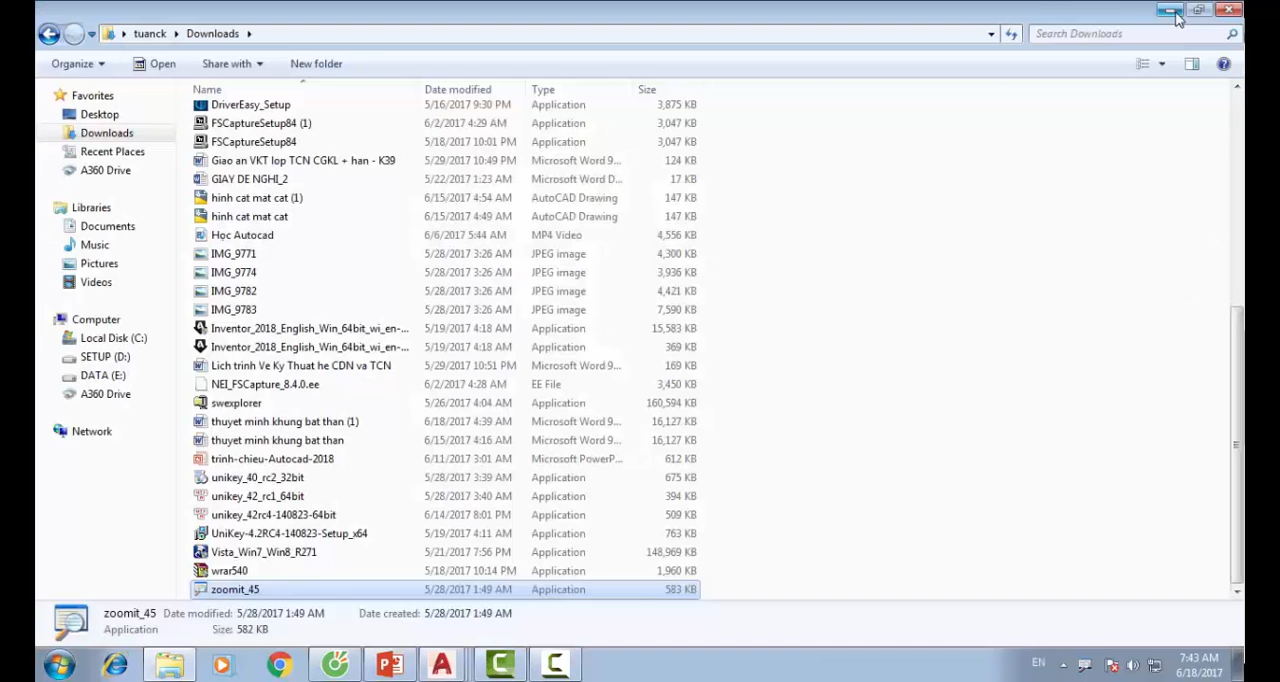 tuanck Downloads Search Downloads
Organize Open Share with New folder
Name Date modified Type Size
Favorites
Desktop
Downloads
Recent Places
A360 Drive
Libraries
Documents
Music
Pictures
Videos
Computer
Local Disk (C:)
SETUP (D:)
DATA (E:)
A360 Drive
Network
DriverEasy_Setup 5/16/2017 9:30 PM Application 3,875 KB
FSCaptureSetup84 (1) 6/2/2017 4:29 AM Application 3,047 KB
FSCaptureSetup84 5/18/2017 10:01 PM Application 3,047 KB
Giao an VKT lop TCN CGKL + han - K39 5/29/2017 10:49 PM Microsoft Word 9... 124 KB
GIAY DE NGHI_2 5/22/2017 1:23 AM Microsoft Word D... 17 KB
hinh cat mat cat (1) 6/15/2017 4:54 AM AutoCAD Drawing 147 KB
hinh cat mat cat 6/15/2017 4:49 AM AutoCAD Drawing 147 KB
Học Autocad 6/6/2017 5:44 AM MP4 Video 4,556 KB
IMG_9771 5/28/2017 3:26 AM JPEG image 4,300 KB
IMG_9774 5/28/2017 3:26 AM JPEG image 3,936 KB
IMG_9782 5/28/2017 3:26 AM JPEG image 4,421 KB
IMG_9783 5/28/2017 3:26 AM JPEG image 7,590 KB
Inventor_2018_English_Win_64bit_wi_en-... 5/19/2017 4:18 AM Application 15,583 KB
Inventor_2018_English_Win_64bit_wi_en-... 5/19/2017 4:18 AM Application 369 KB
Lich trinh Ve Ky Thuat he CDN va TCN 5/29/2017 10:51 PM Microsoft Word 9... 169 KB
NEI_FSCapture_8.4.0.ee 6/2/2017 4:28 AM EE File 3,450 KB
swexplorer 5/26/2017 4:04 AM Application 160,594 KB
thuyet minh khung bat than (1) 6/18/2017 4:39 AM Microsoft Word 9... 16,127 KB
thuyet minh khung bat than 6/15/2017 4:16 AM Microsoft Word 9... 16,127 KB
trinh-chieu-Autocad-2018 6/11/2017 3:01 AM Microsoft PowerP... 612 KB
unikey_40_rc2_32bit 5/28/2017 3:39 AM Application 675 KB
unikey_42_rc1_64bit 5/28/2017 3:40 AM Application 394 KB
unikey_42rc4-140823-64bit 6/14/2017 8:01 PM Application 509 KB
UniKey-4.2RC4-140823-Setup_x64 5/19/2017 4:11 AM Application 763 KB
Vista_Win7_Win8_R271 5/21/2017 7:56 PM Application 148,969 KB
wrar540 5/18/2017 10:14 PM Application 1,960 KB
zoomit_45 5/28/2017 1:49 AM Application 583 KB
zoomit_45 Date modified: 5/28/2017 1:49 AM Date created: 5/28/2017 1:49 AM
Application Size: 582 KB
EN 7:43 AM
6/18/2017